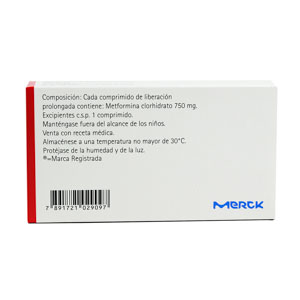 Composición: Cada comprimido de liberación
prolongada contiene: Metformina clorhidrato 750 mg.
Excipientes c.s.p. 1 comprimido.
Manténgase fuera del alcance de los niños.
Venta con receta médica.
Almacénese a una temperatura no mayor de 30°C.
Protéjase de la humedad y de la luz.
®=Marca Registrada
7 891721 029097
MERCK